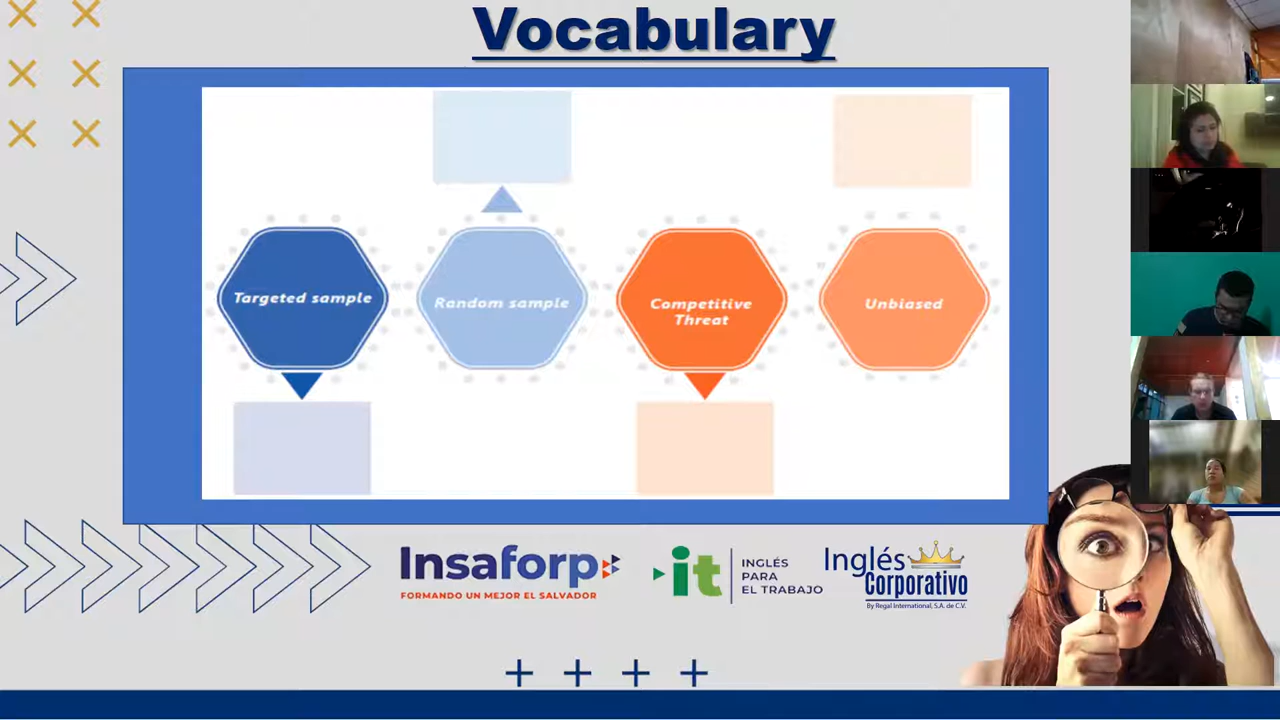 Vocabulary
Targeted sample
Random sample
Competitive
Threat
Unbiased
Insaforp
FORMANDO UN MEJOR EL SALVADOR
it
INGLÉS
PARA
EL TRABAJO
Inglés
Corporativo
By Regal International, S.A. de C.V.